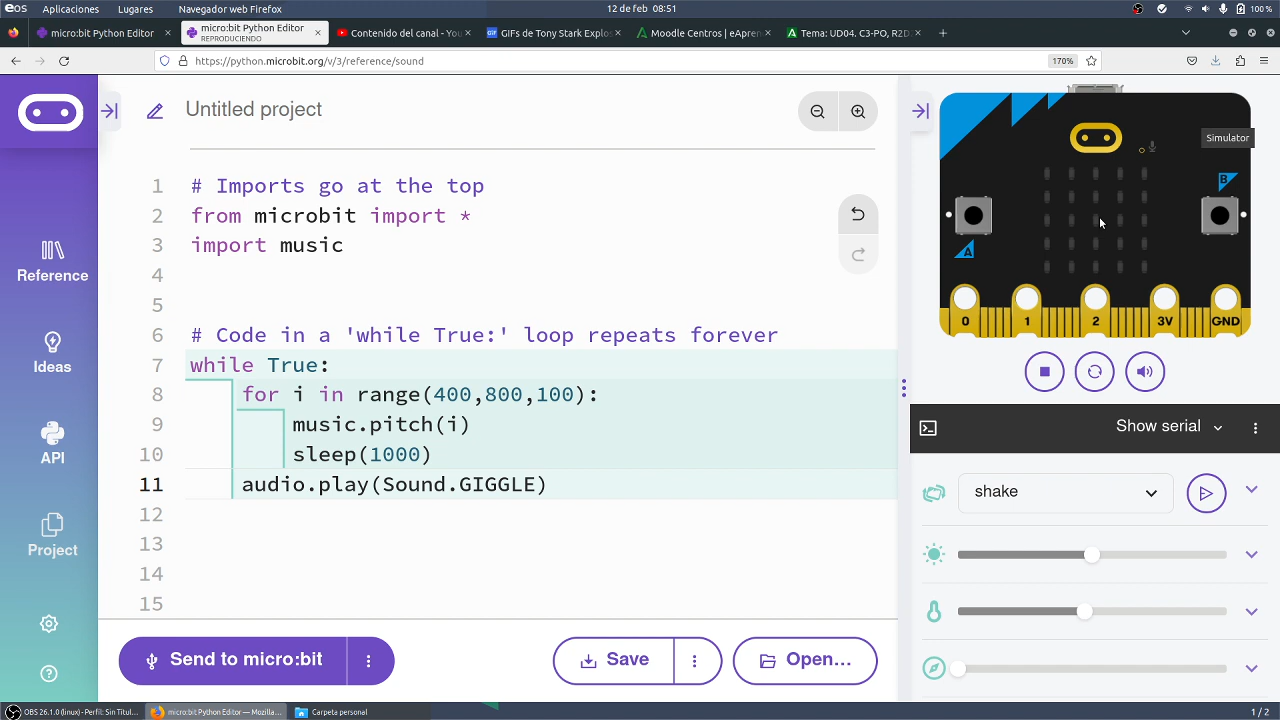 eos Aplicaciones Lugares Navegador web Firefox 12 de feb 08:51 100 %
micro:bit Python Editor
micro:bit Python Editor
REPRODUCIENDO
Contenido del canal - You
GIFs de Tony Stark Explos
Moodle Centros | eApren
Tema: UD04. C3-PO, R2D
https://python.microbit.org/v/3/reference/sound 170%
Untitled project
1 # Imports go at the top
2 from microbit import *
3 import music
4
5
6 # Code in a 'while True:' loop repeats forever
7 while True:
8 for i in range(400,800,100):
9 music.pitch(i)
10 sleep(1000)
11 audio.play(Sound.GIGGLE)
12
13
14
15
Reference
Ideas
API
Project
Send to micro:bit
Save
Open...
Simulator
A
B
0 1 2 3V GND
Show serial
shake
OBS 26.1.0 (linux) - Perfil: Sin Titul...
micro:bit Python Editor — Mozilla...
Carpeta personal
1 / 2